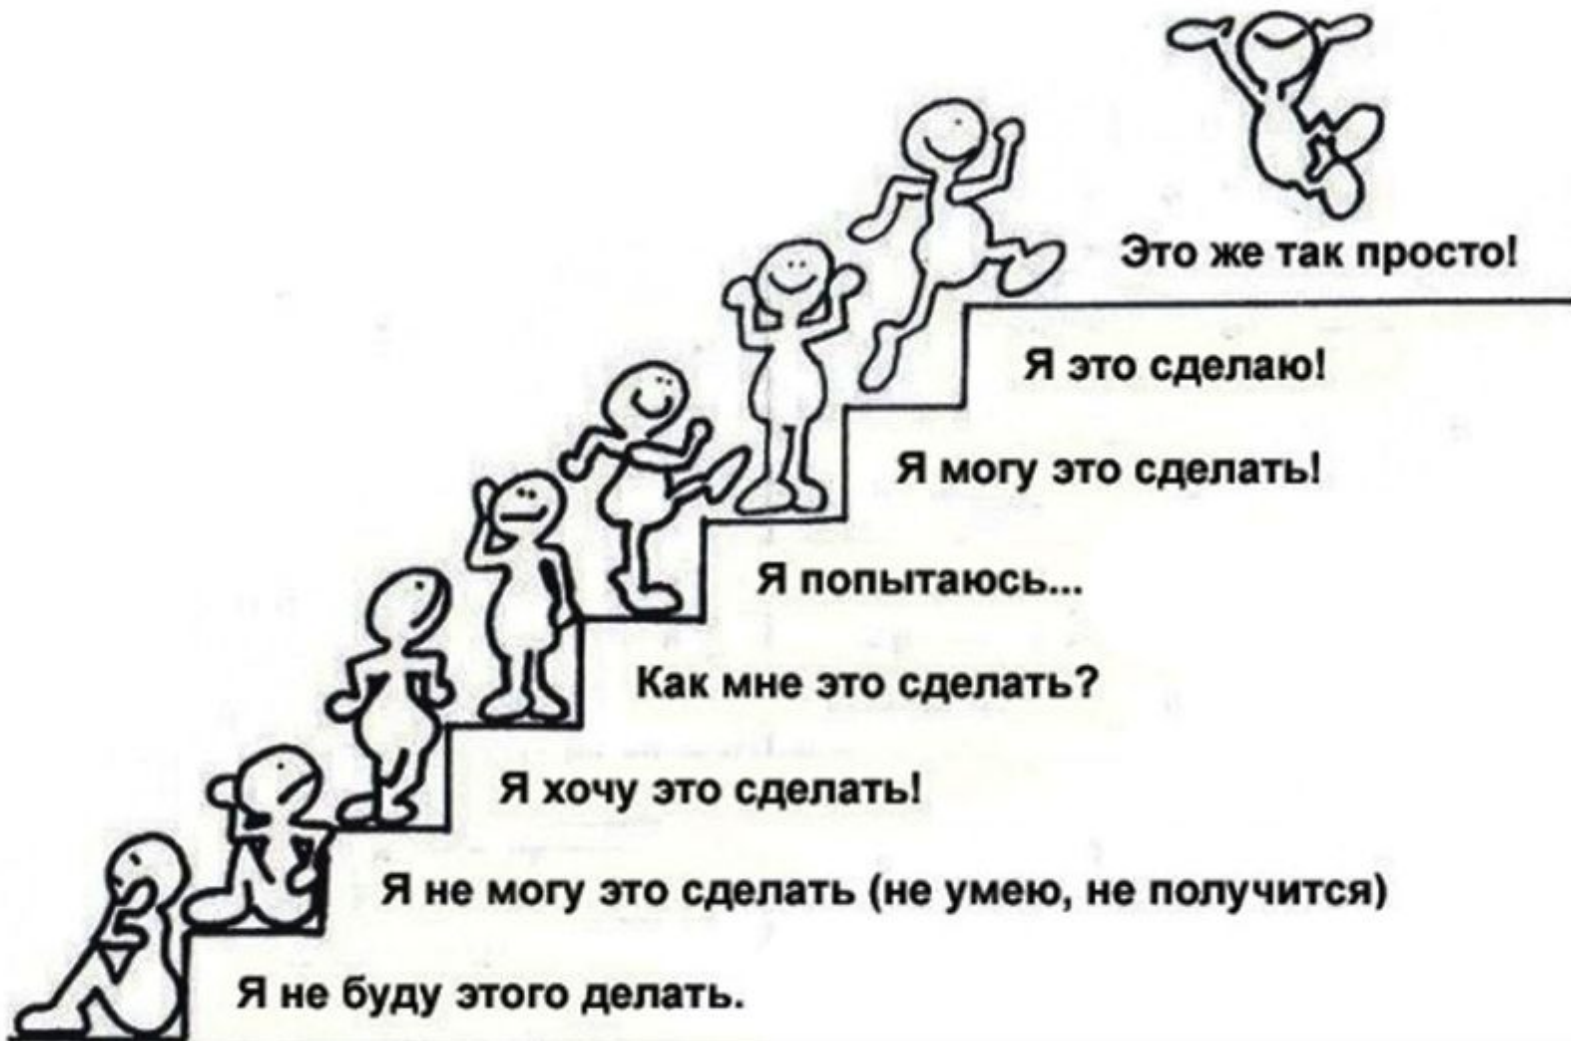 Это же так просто!
Я это сделаю!
Я могу это сделать!
Я попытаюсь...
Как мне это сделать?
Я хочу это сделать!
Я не могу это сделать (не умею, не получится)
Я не буду этого делать.